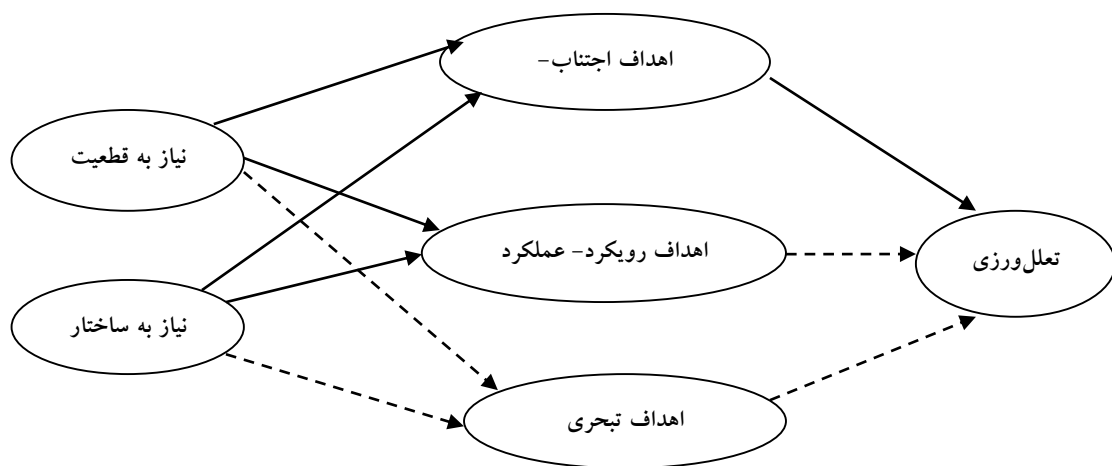 اهداف اجتناب-
نیاز به قطعیت
اهداف رویکرد- عملکرد
تعلل‌ورزی
نیاز به ساختار
اهداف تبحری